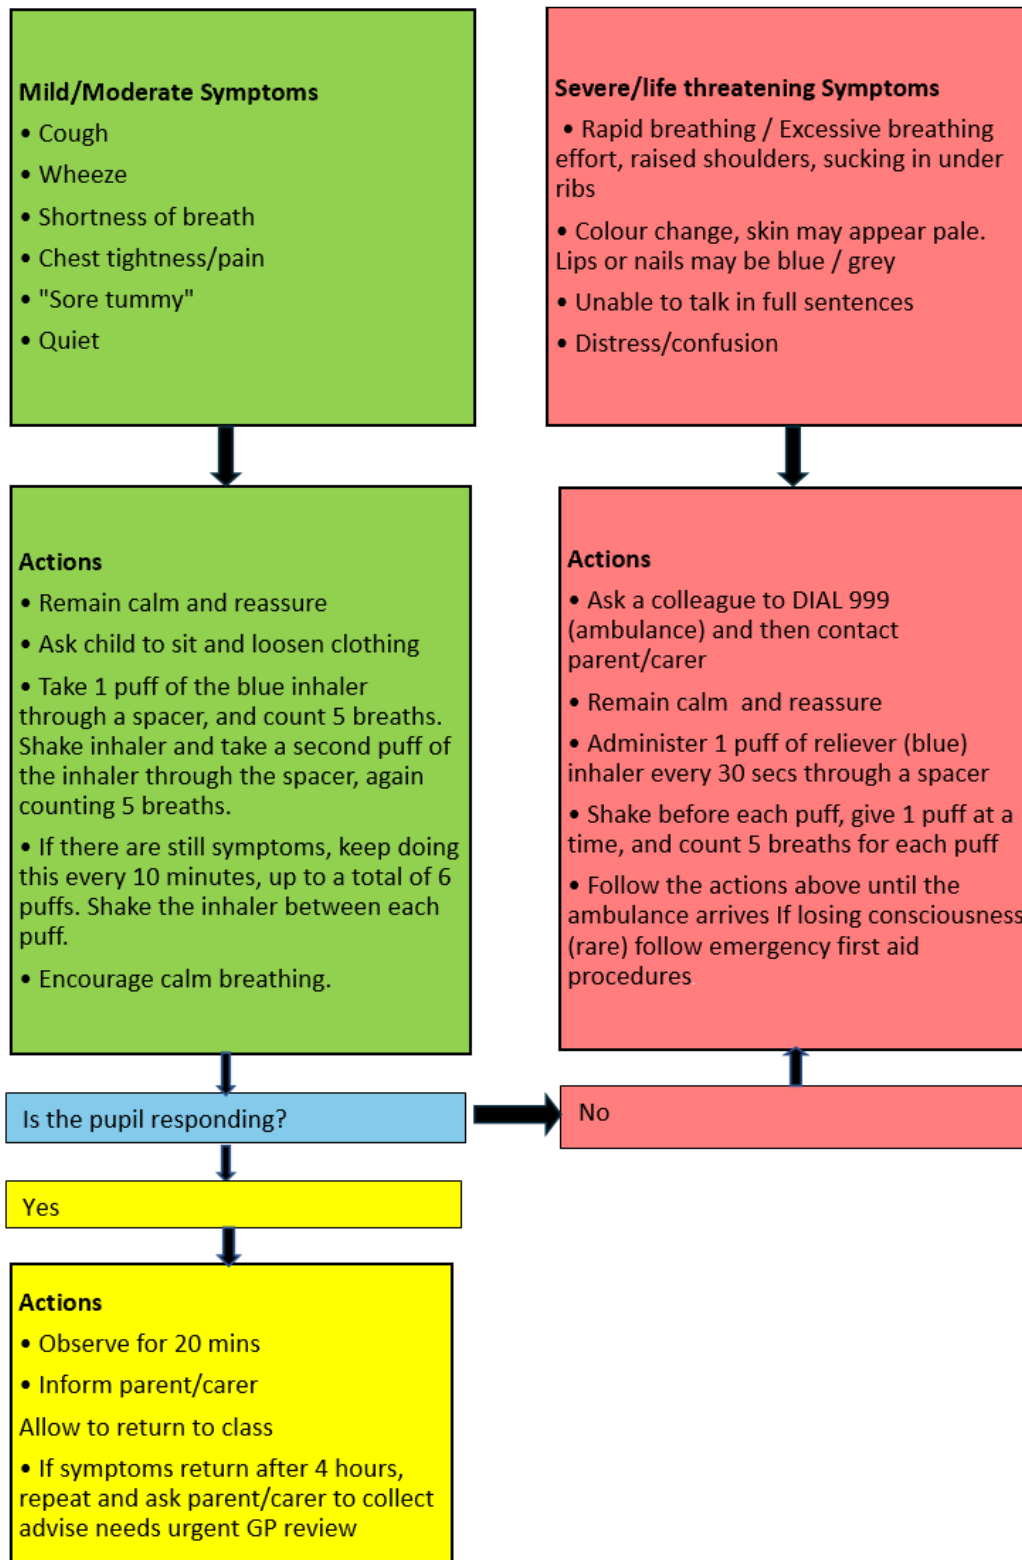 Mild/Moderate Symptoms
• Cough
• Wheeze
• Shortness of breath
• Chest tightness/pain
• "Sore tummy"
• Quiet
Severe/life threatening Symptoms
• Rapid breathing / Excessive breathing
effort, raised shoulders, sucking in under
ribs
• Colour change, skin may appear pale.
Lips or nails may be blue / grey
• Unable to talk in full sentences
• Distress/confusion
Actions
• Remain calm and reassure
• Ask child to sit and loosen clothing
• Take 1 puff of the blue inhaler
through a spacer, and count 5 breaths.
Shake inhaler and take a second puff of
the inhaler through the spacer, again
counting 5 breaths.
• If there are still symptoms, keep doing
this every 10 minutes, up to a total of 6
puffs. Shake the inhaler between each
puff.
• Encourage calm breathing.
Actions
• Ask a colleague to DIAL 999
(ambulance) and then contact
parent/carer
• Remain calm and reassure
• Administer 1 puff of reliever (blue)
inhaler every 30 secs through a spacer
• Shake before each puff, give 1 puff at a
time, and count 5 breaths for each puff
• Follow the actions above until the
ambulance arrives If losing consciousness
(rare) follow emergency first aid
procedures.
Is the pupil responding?
No
Yes
Actions
• Observe for 20 mins
• Inform parent/carer
Allow to return to class
• If symptoms return after 4 hours,
repeat and ask parent/carer to collect
advise needs urgent GP review